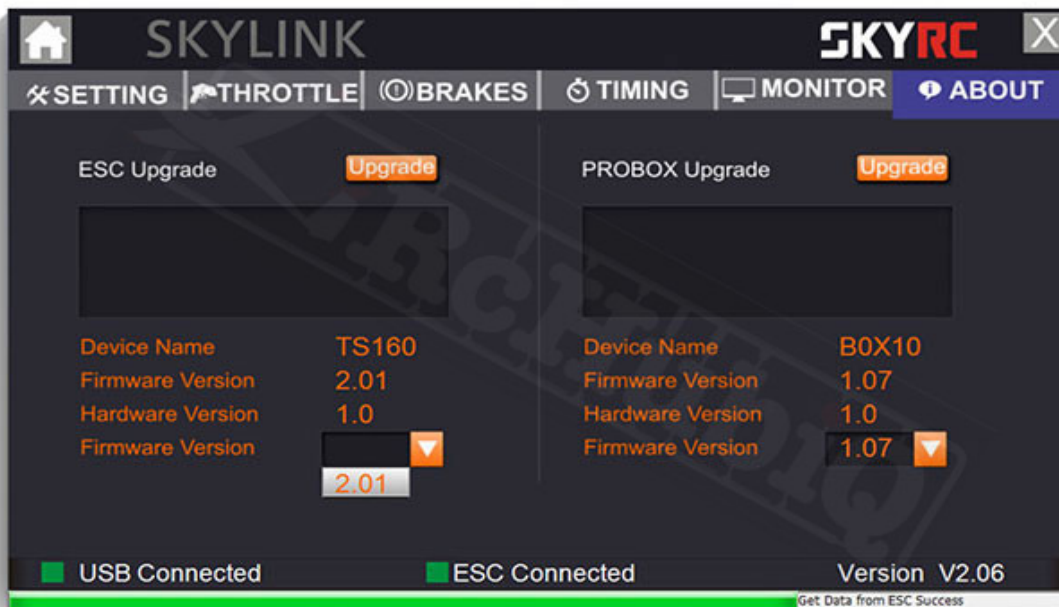 SKYLINK SKYRC X
SETTING THROTTLE BRAKES TIMING MONITOR ABOUT
ESC Upgrade Upgrade PROBOX Upgrade Upgrade
Device Name TS160 Device Name B0X10
Firmware Version 2.01 Firmware Version 1.07
Hardware Version 1.0 Hardware Version 1.0
Firmware Version Firmware Version 1.07
2.01
USB Connected ESC Connected Version V2.06
Get Data from ESC Success